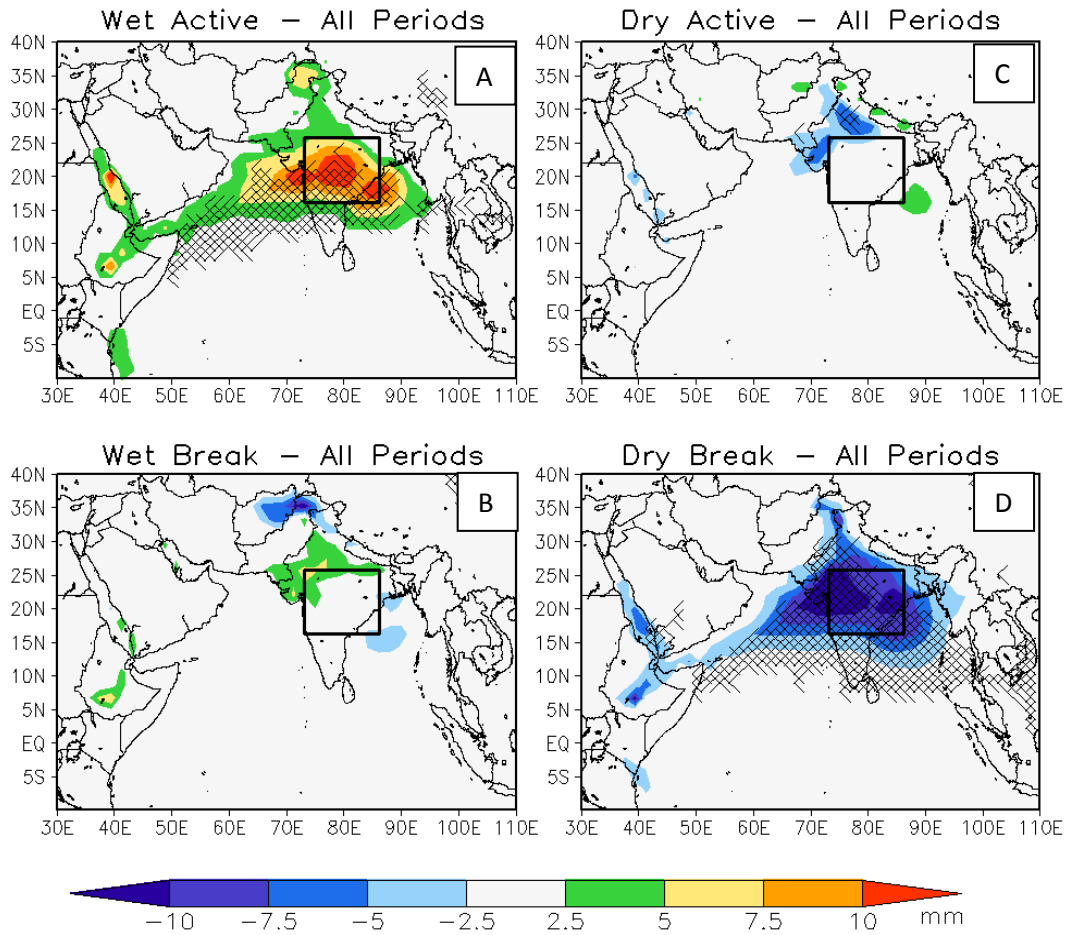 Wet Active – All Periods
Dry Active – All Periods
A
C
40N
35N
30N
25N
20N
15N
10N
5N
EQ
5S
30E 40E 50E 60E 70E 80E 90E 100E 110E
40N
35N
30N
25N
20N
15N
10N
5N
EQ
5S
30E 40E 50E 60E 70E 80E 90E 100E 110E
Wet Break – All Periods
Dry Break – All Periods
B
D
40N
35N
30N
25N
20N
15N
10N
5N
EQ
5S
30E 40E 50E 60E 70E 80E 90E 100E 110E
40N
35N
30N
25N
20N
15N
10N
5N
EQ
5S
30E 40E 50E 60E 70E 80E 90E 100E 110E
−10 −7.5 −5 −2.5 2.5 5 7.5 10 mm